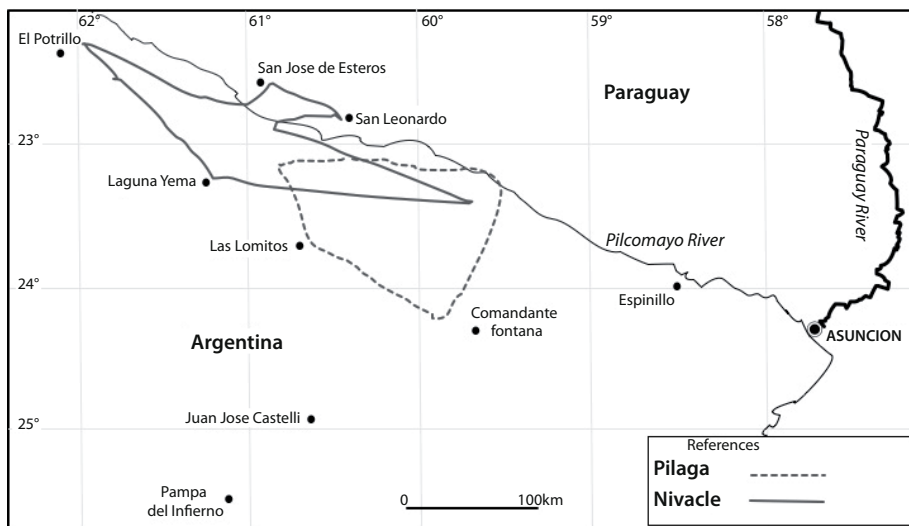 62°
61°
60°
59°
58°
El Potrillo
San Jose de Esteros
Paraguay
San Leonardo
23°
Paraguay River
Laguna Yema
Pilcomayo River
Las Lomitos
24°
Espinillo
Comandante
fontana
ASUNCION
Argentina
Juan Jose Castelli
25°
References
Pilaga
Nivacle
Pampa
del Infierno
0 100km